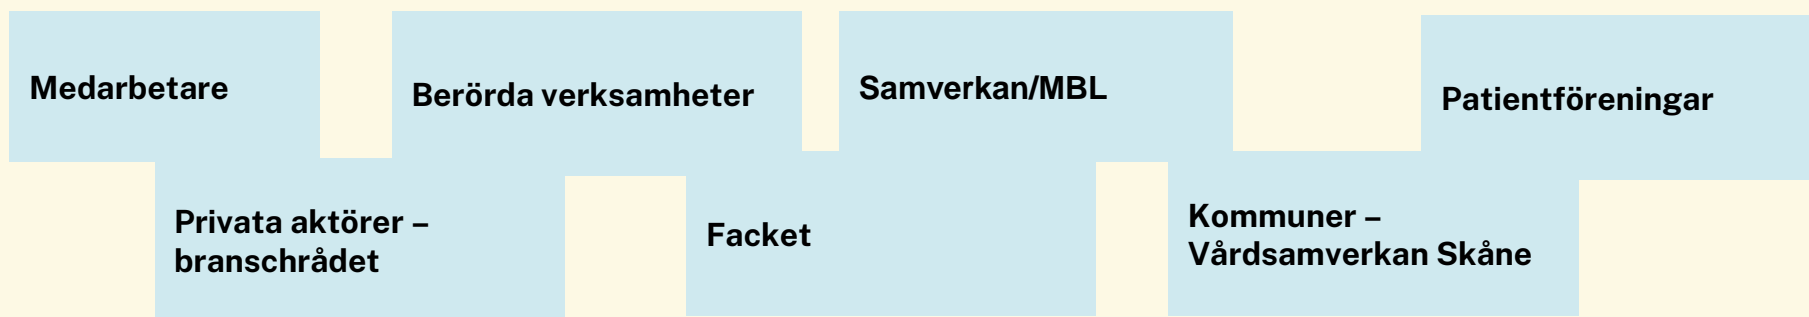 Medarbetare
Berörda verksamheter
Samverkan/MBL
Patientföreningar
Privata aktörer –
branschrådet
Facket
Kommuner –
Vårdsamverkan Skåne